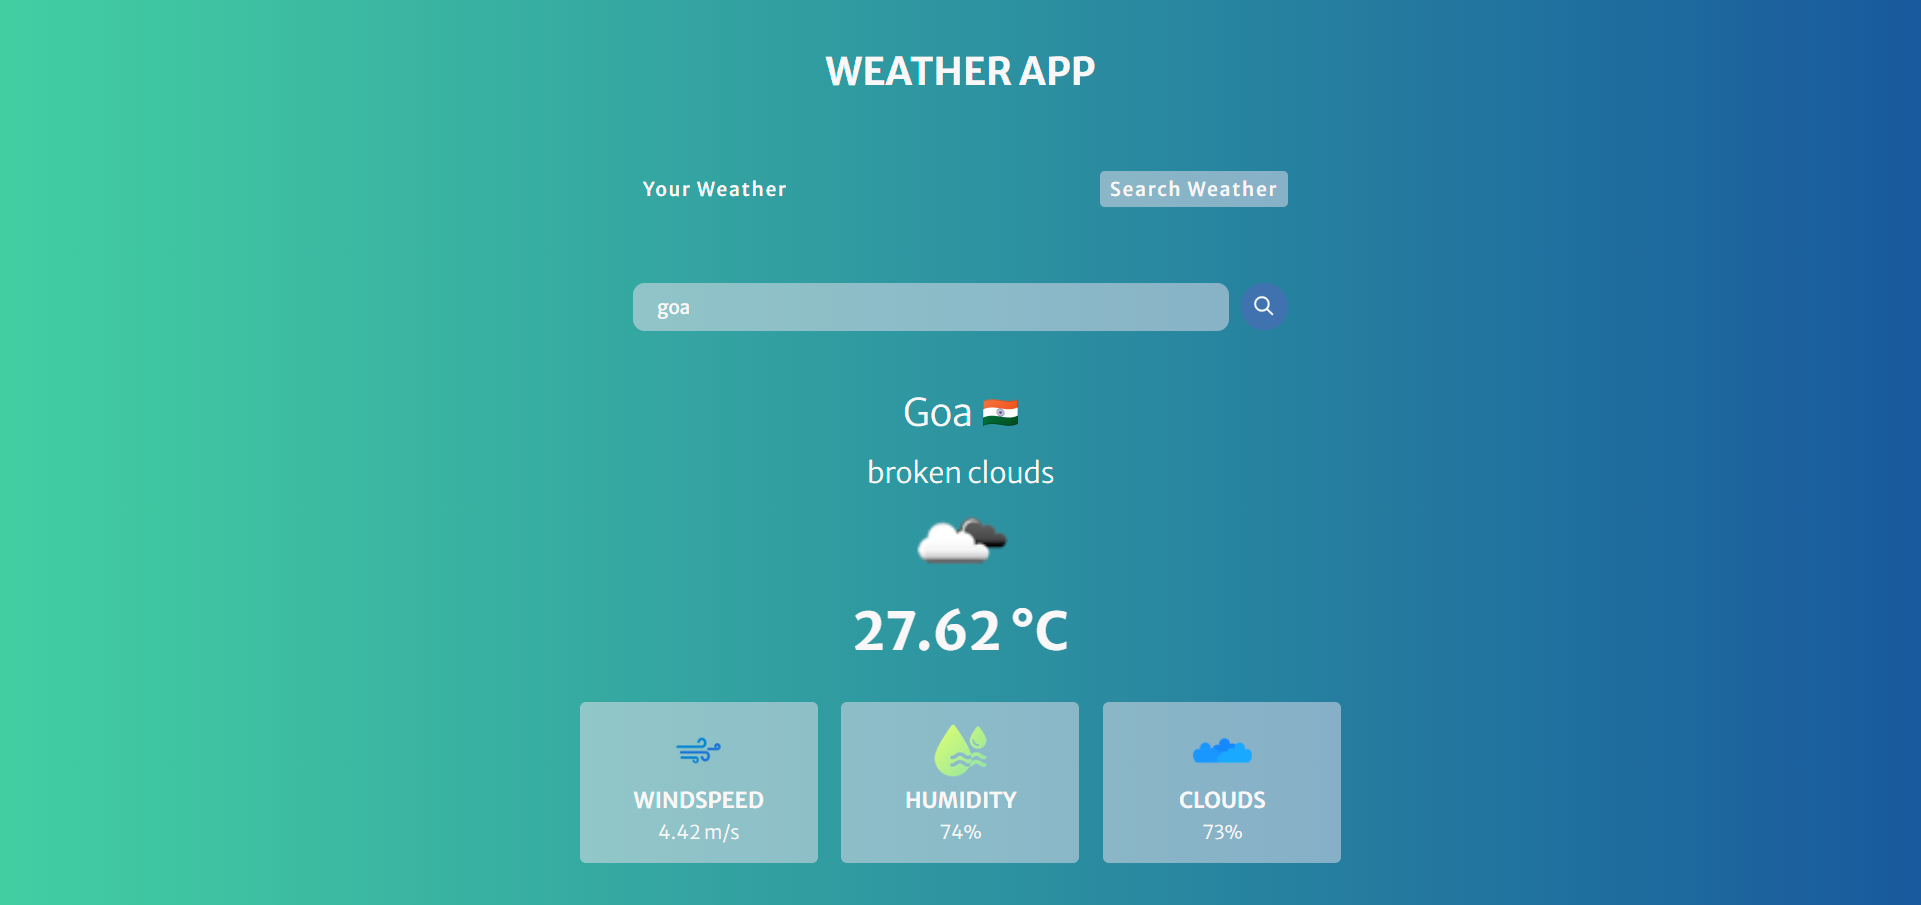 WEATHER APP
Your Weather
Search Weather
goa
Goa
broken clouds
27.62 °C
WINDSPEED
4.42 m/s
HUMIDITY
74%
CLOUDS
73%